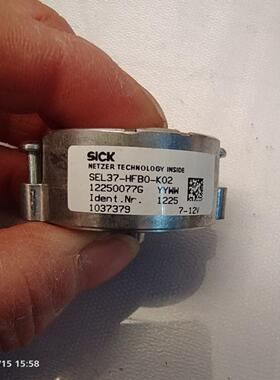 SICK
NETZER TECHNOLOGY INSIDE
SEL37-HFB0-K02
12250077G YYWW
Ident.Nr. 1225
1037379 7-12V
/15 15:58